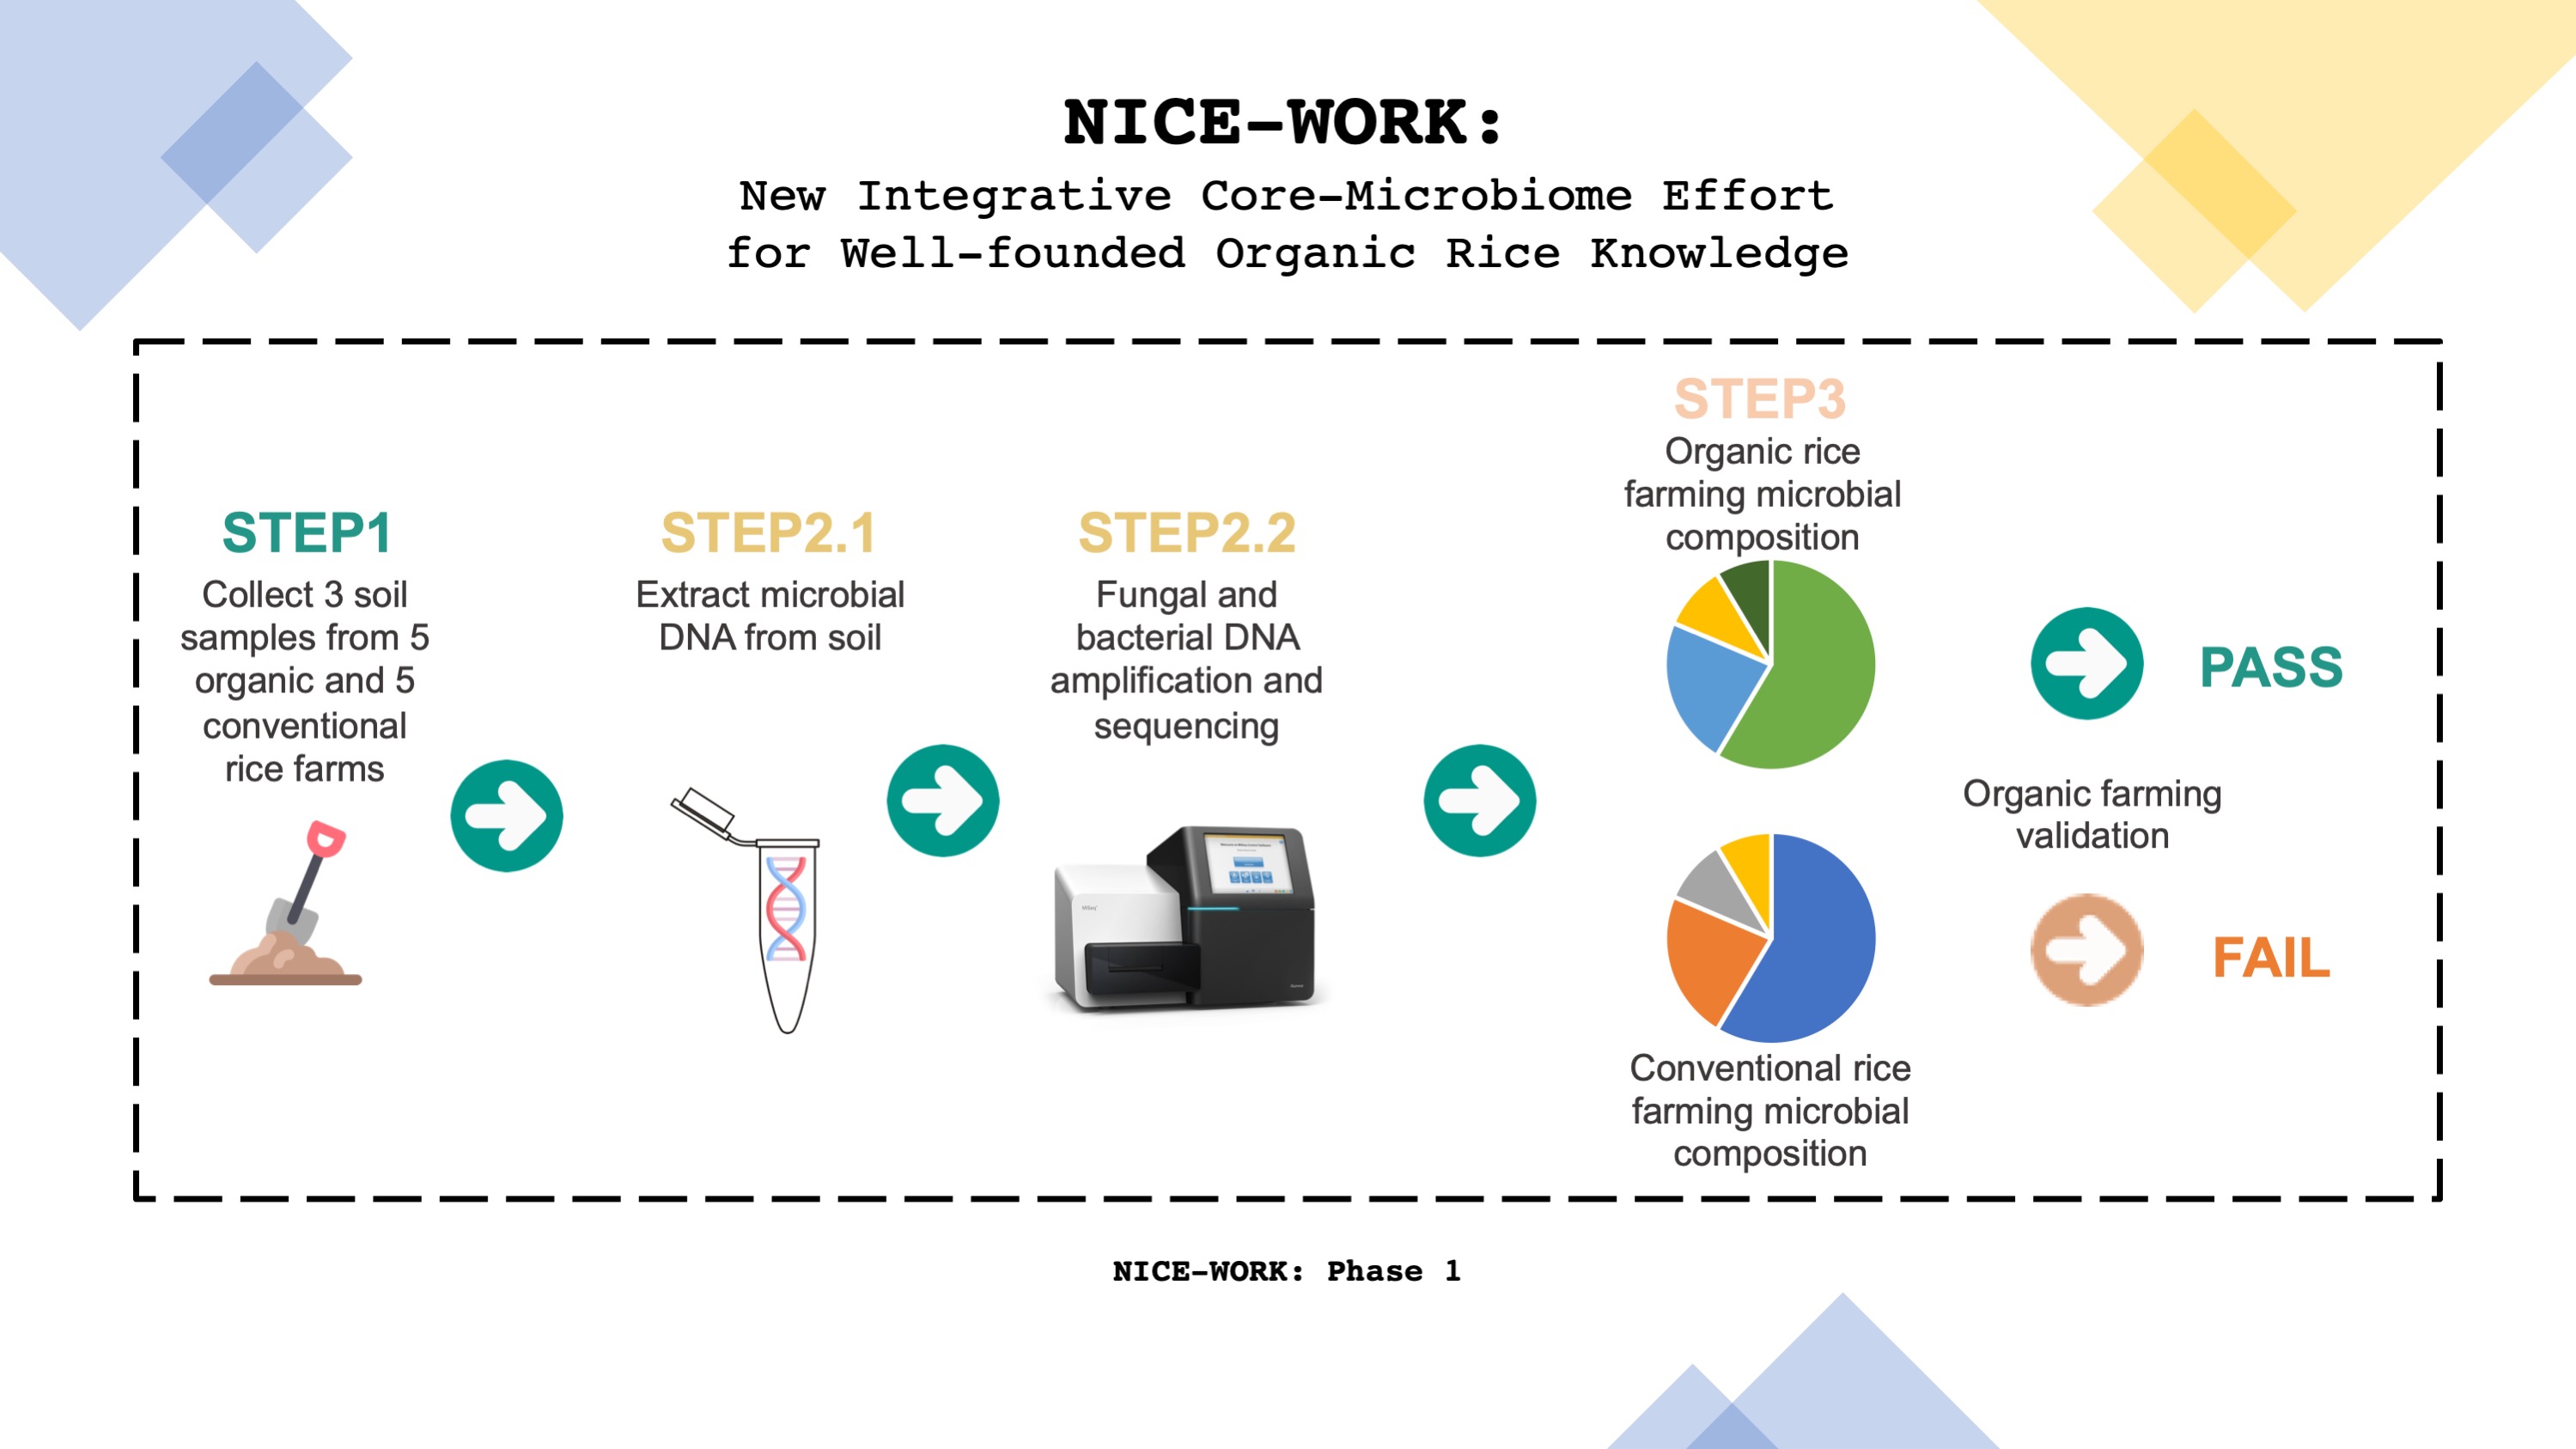 NICE-WORK:
New Integrative Core-Microbiome Effort
for Well-founded Organic Rice Knowledge
STEP1
Collect 3 soil
samples from 5
organic and 5
conventional
rice farms
STEP2.1
Extract microbial
DNA from soil
STEP2.2
Fungal and
bacterial DNA
amplification and
sequencing
STEP3
Organic rice
farming microbial
composition
PASS
Organic farming
validation
FAIL
Conventional rice
farming microbial
composition
NICE-WORK: Phase 1